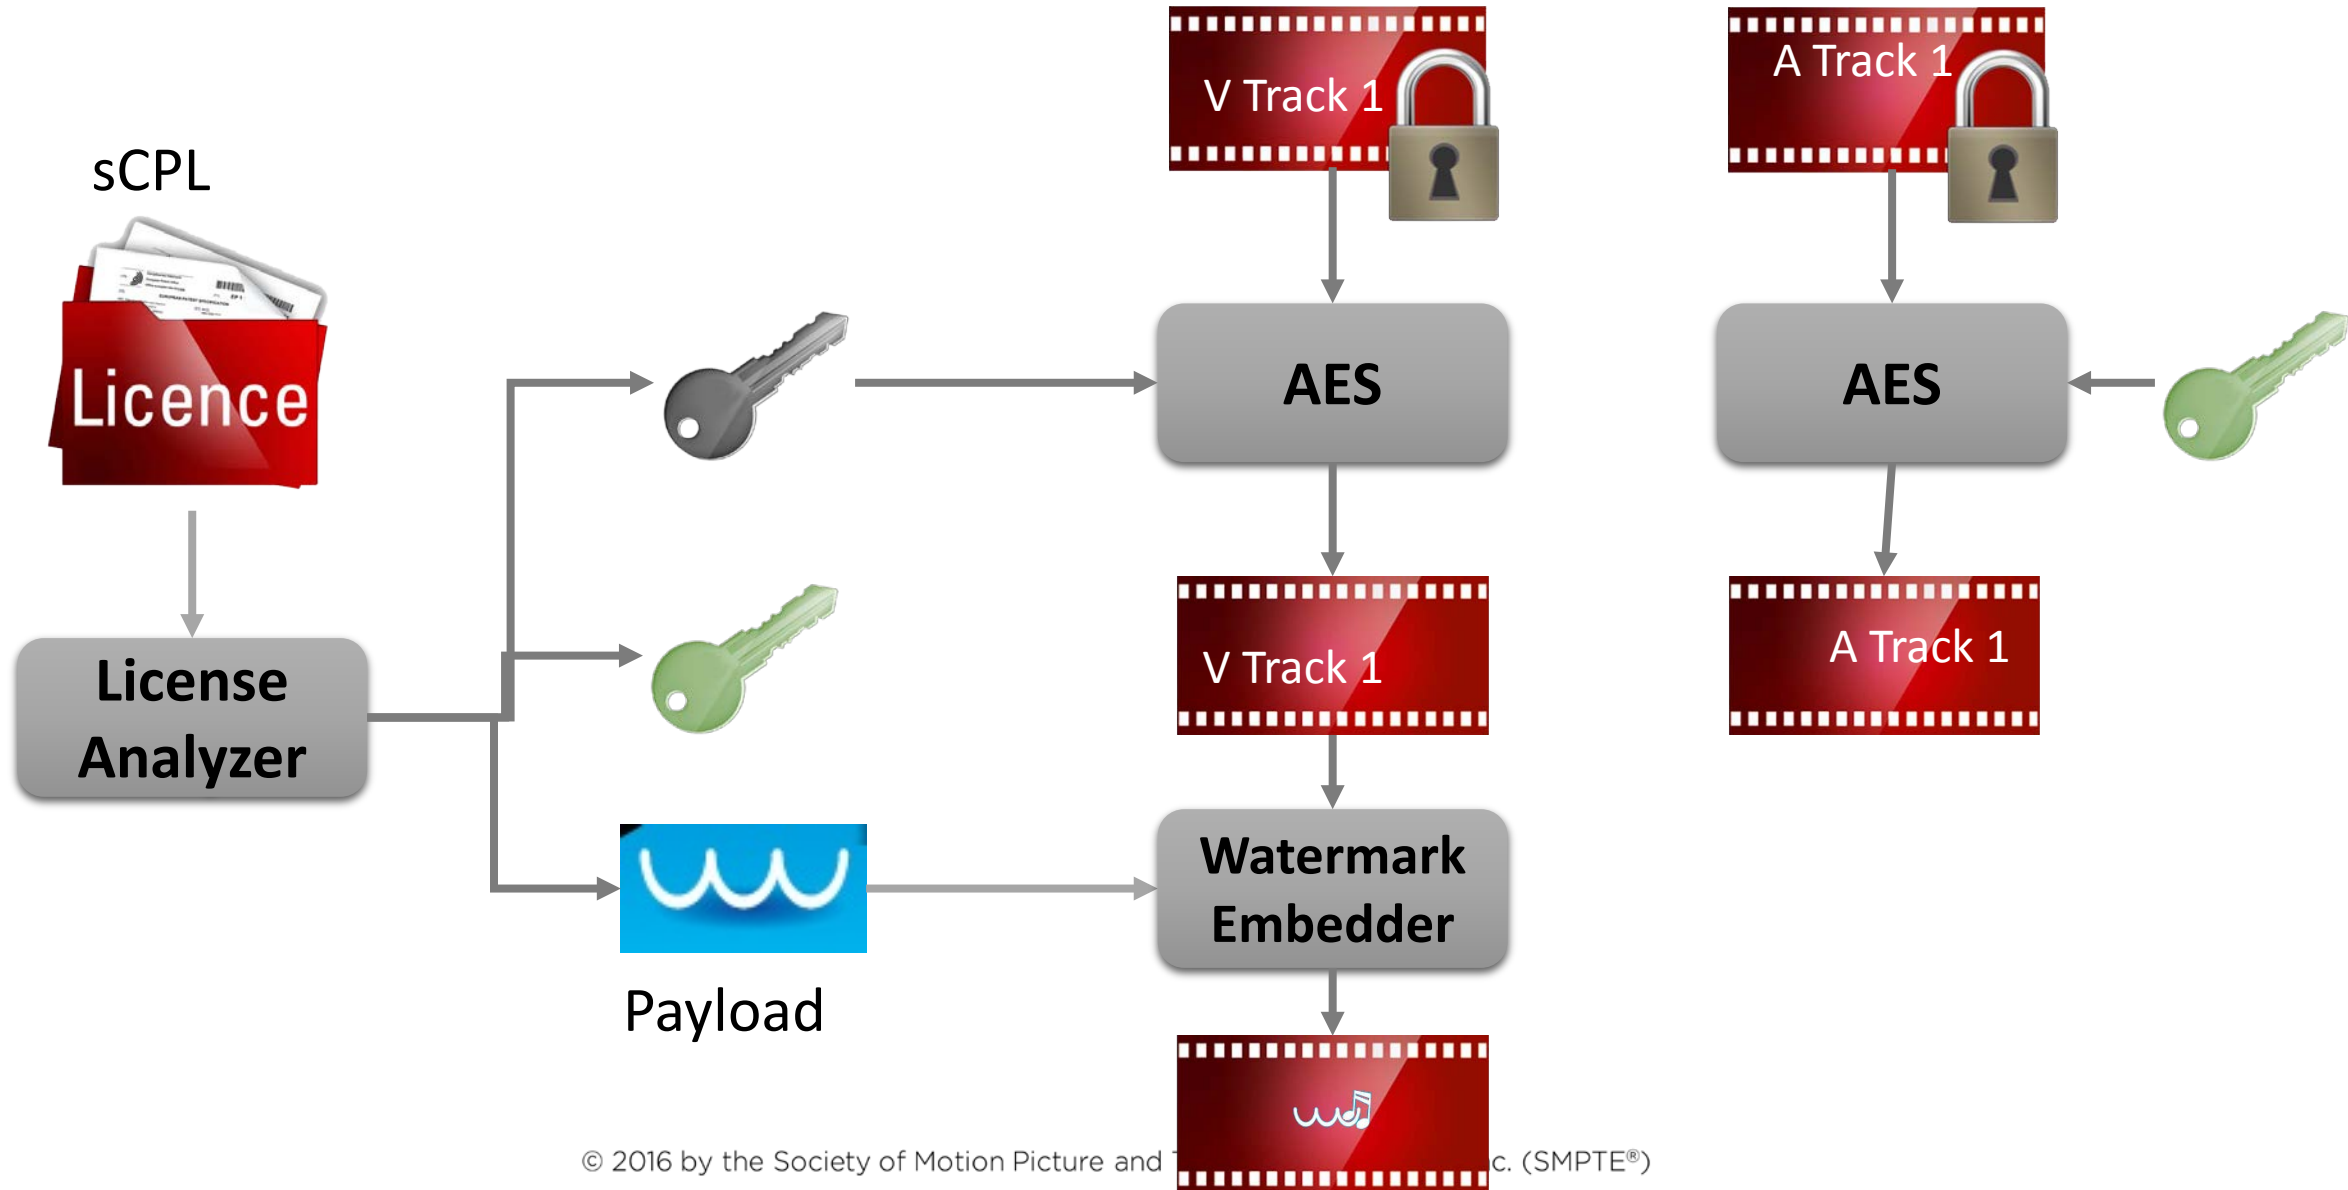 V Track 1
A Track 1
sCPL
Licence
AES
AES
License
Analyzer
V Track 1
A Track 1
Watermark
Embedder
Payload
© 2016 by the Society of Motion Picture and
c. (SMPTE®)